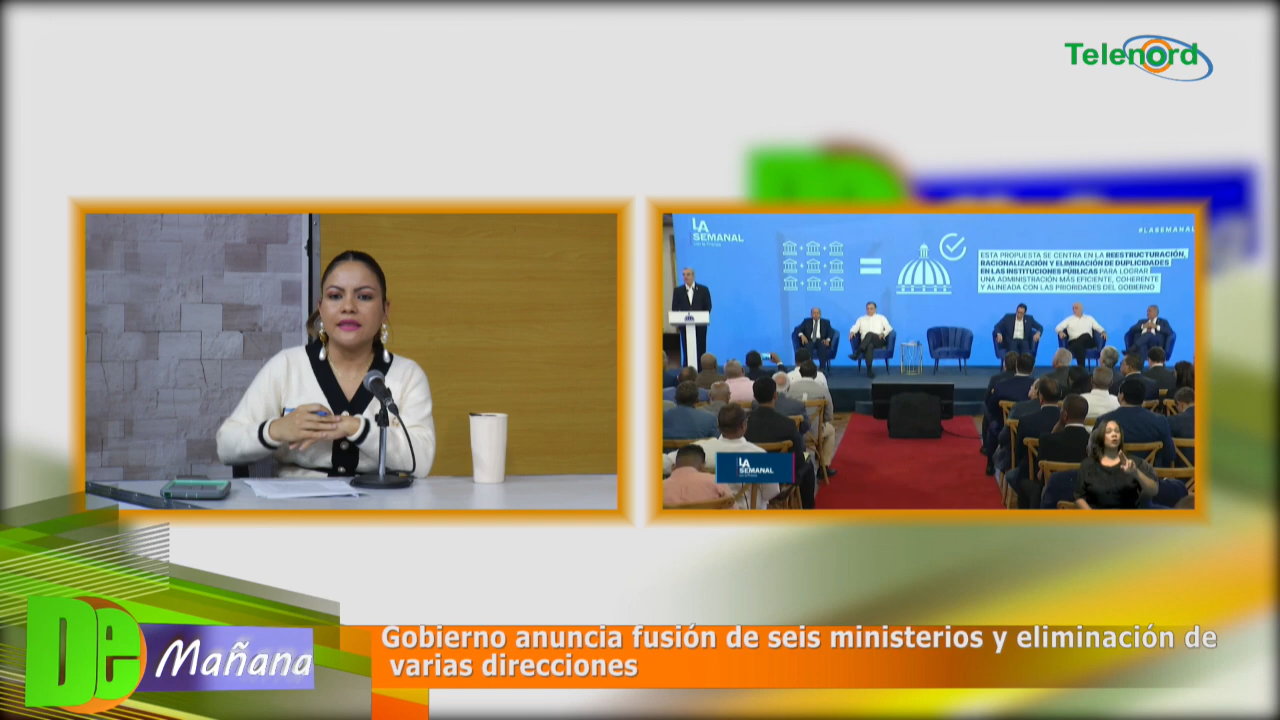 Telenord
LA
SEMANAL
#LASEMANAL
ESTA PROPUESTA SE CENTRA EN LA REESTRUCTURACIÓN,
RACIONALIZACIÓN Y ELIMINACIÓN DE DUPLICIDADES
EN LAS INSTITUCIONES PÚBLICAS PARA LOGRAR
UNA ADMINISTRACIÓN MÁS EFICIENTE, COHERENTE
Y ALINEADA CON LAS PRIORIDADES DEL GOBIERNO
LA
SEMANAL
De
Mañana
Gobierno anuncia fusión de seis ministerios y eliminación de
varias direcciones